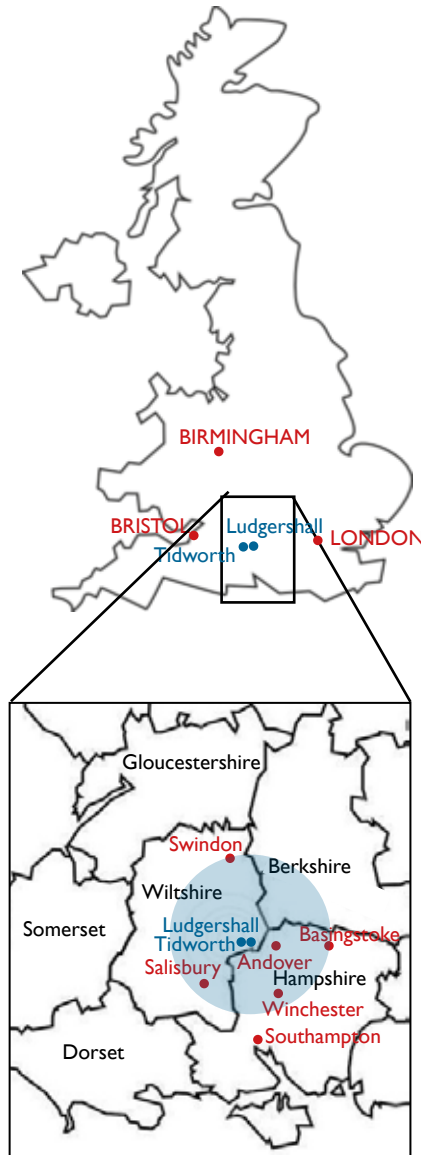 BIRMINGHAM
BRISTOL
Ludgershall
LONDON
Tidworth
Gloucestershire
Swindon
Berkshire
Wiltshire
Somerset
Ludgershall
Tidworth
Basingstoke
Andover
Salisbury
Hampshire
Winchester
Southampton
Dorset